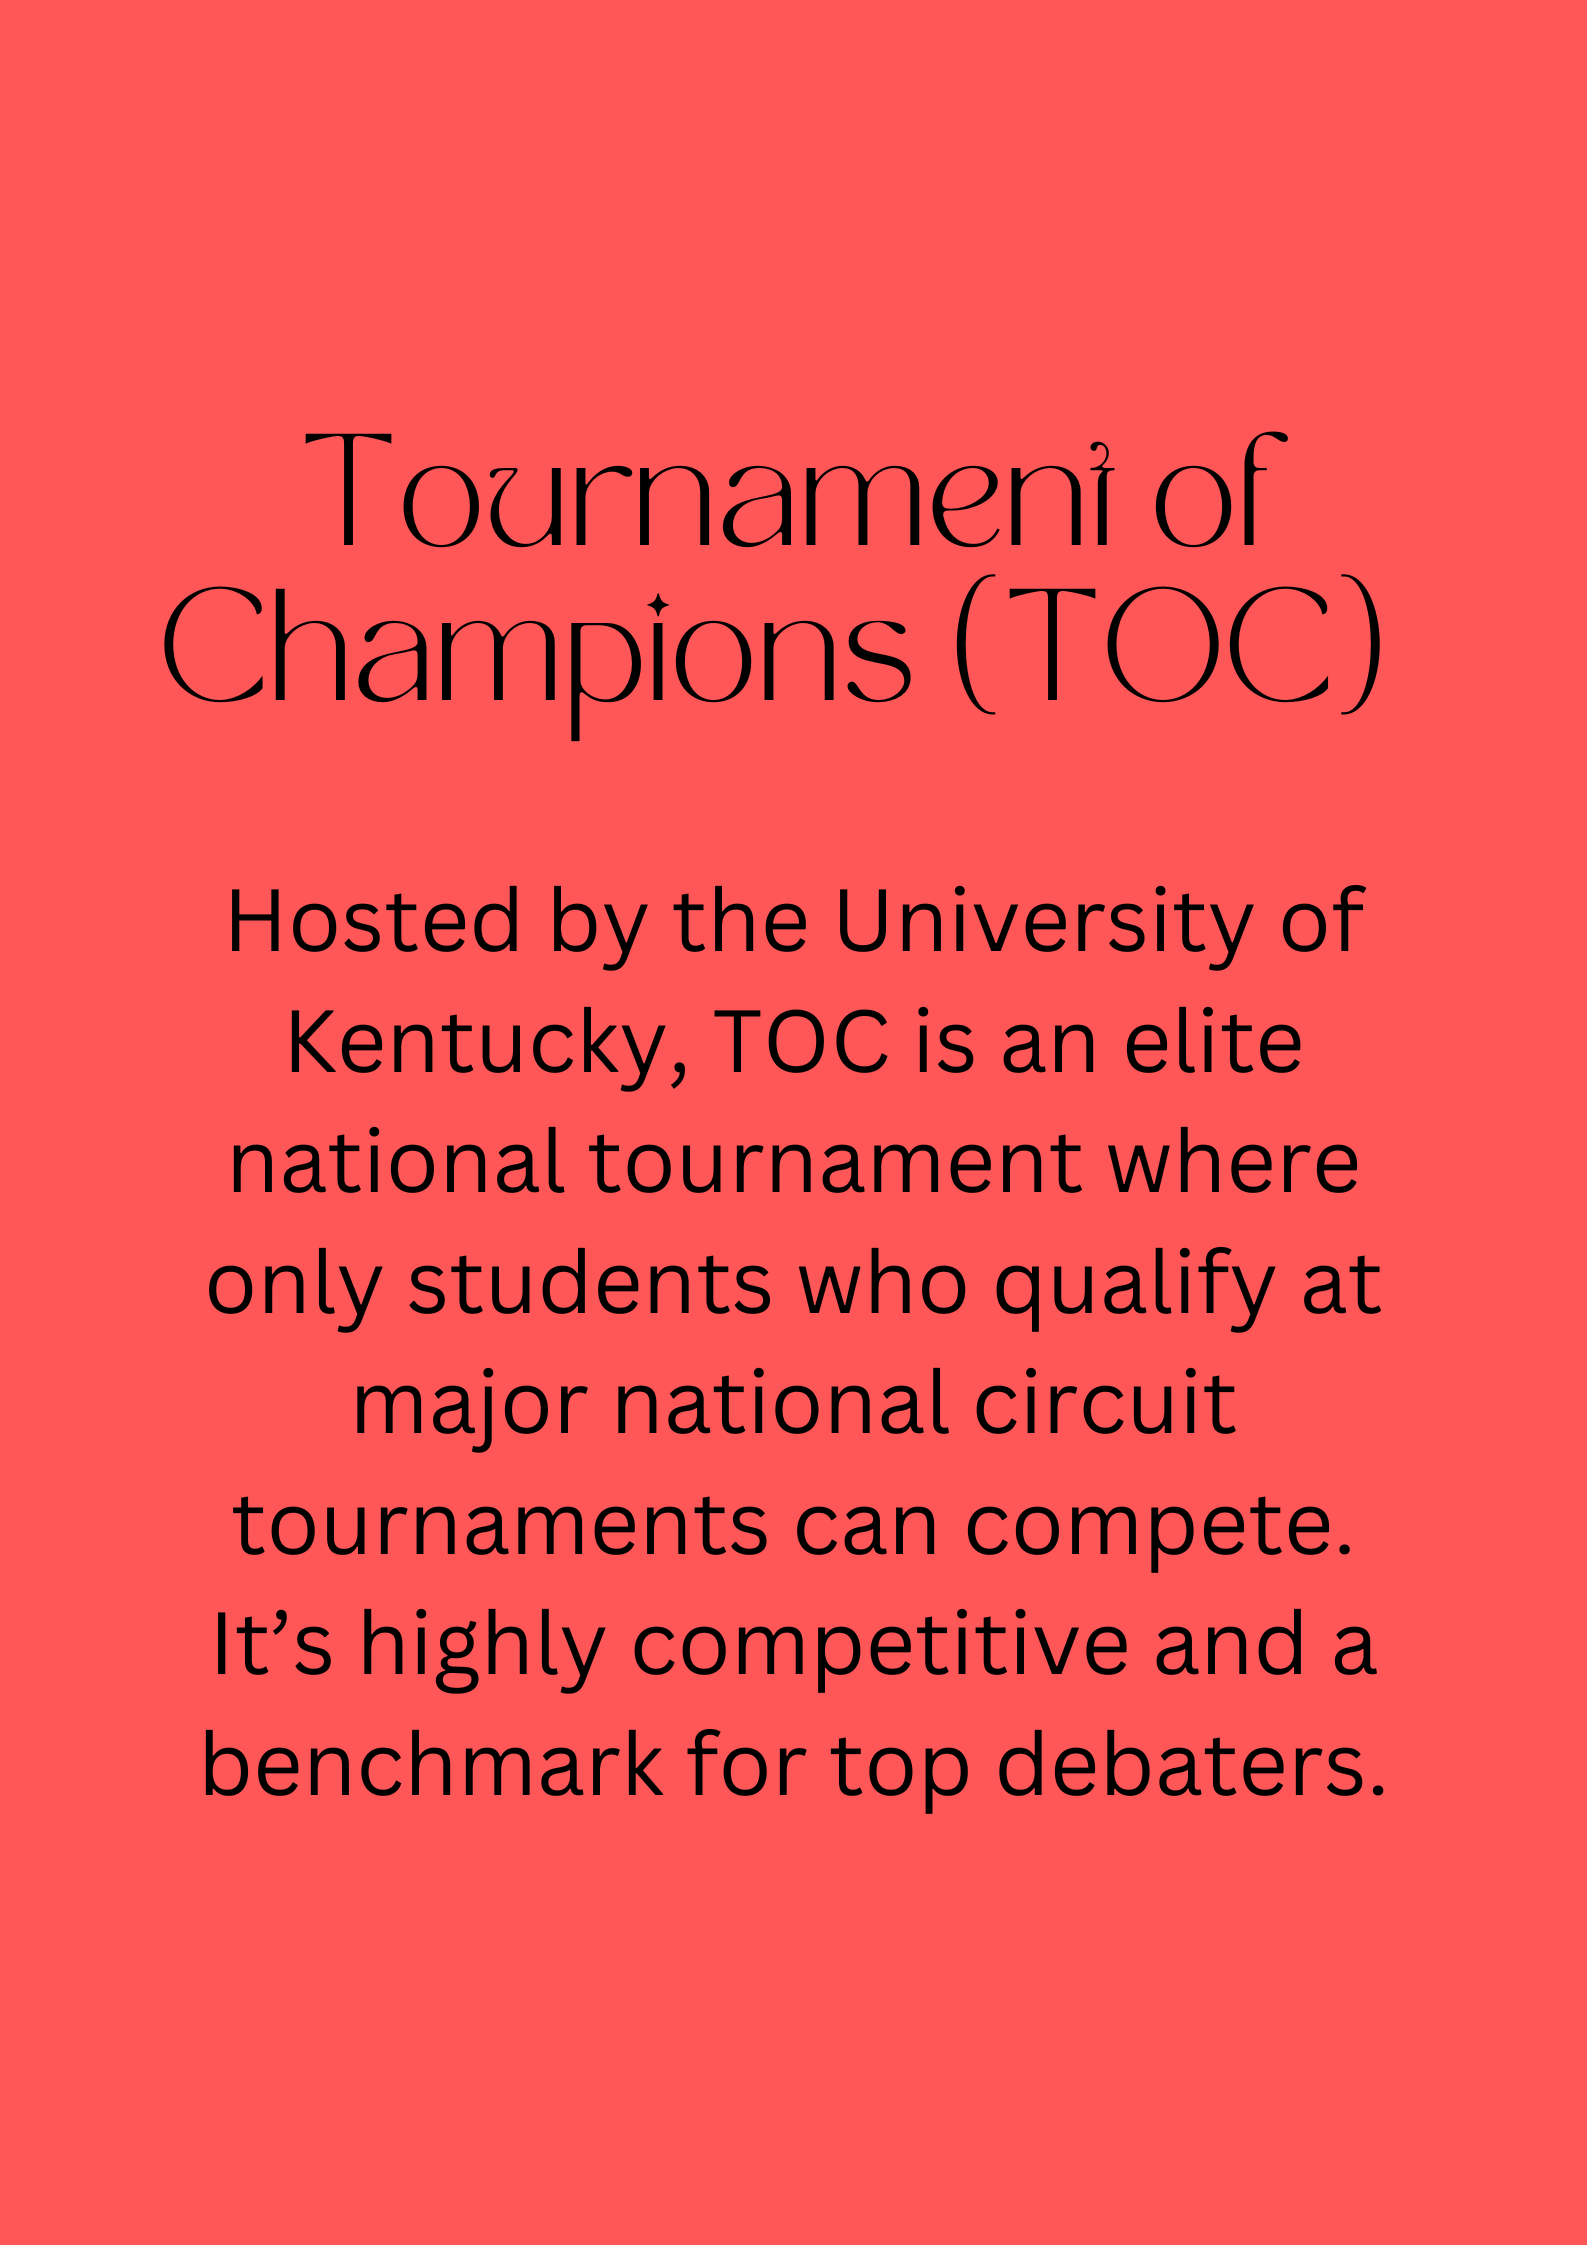 Tournament of
Champions (TOC)
Hosted by the University of
Kentucky, TOC is an elite
national tournament where
only students who qualify at
major national circuit
tournaments can compete.
It’s highly competitive and a
benchmark for top debaters.